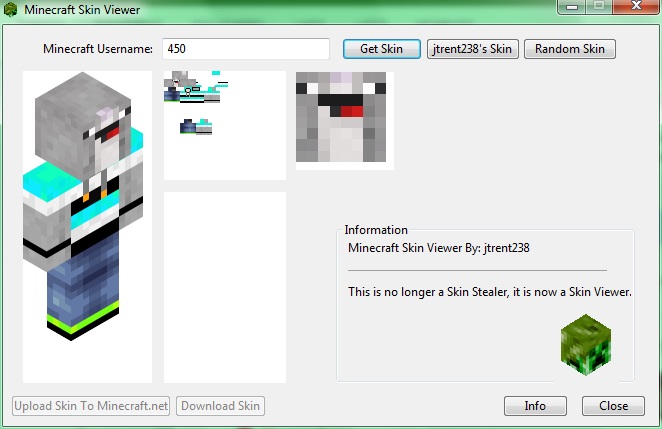 Minecraft Skin Viewer
Minecraft Username: 450 Get Skin jtrent238's Skin Random Skin
Information
Minecraft Skin Viewer By: jtrent238
This is no longer a Skin Stealer, it is now a Skin Viewer.
Upload Skin To Minecraft.net Download Skin Info Close